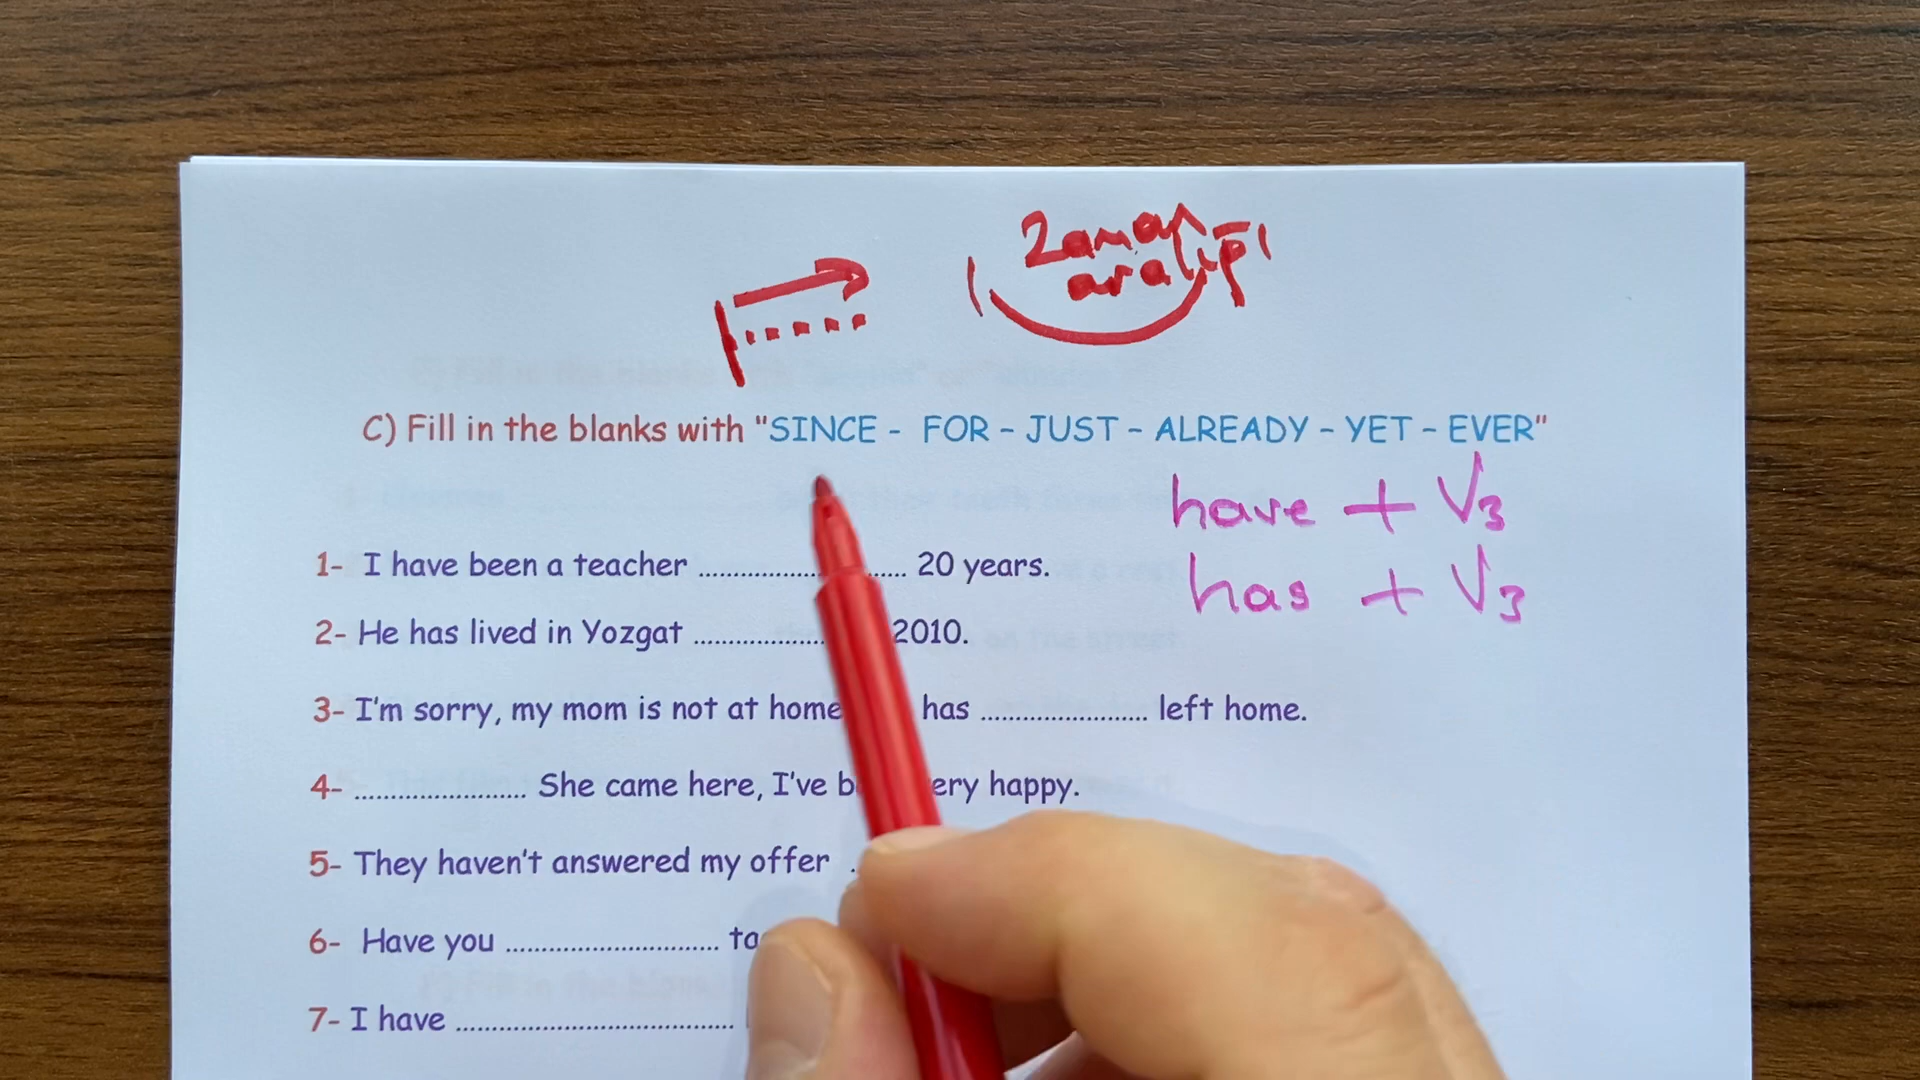 Zaman
aralığı
C) Fill in the blanks with "SINCE - FOR - JUST - ALREADY - YET - EVER"
have + V3
has + V3
1- I have been a teacher ........................... 20 years.
2- He has lived in Yozgat ................ 2010.
3- I'm sorry, my mom is not at home has ..................... left home.
4- ..................... She came here, I've very happy.
5- They haven't answered my offer .
6- Have you .......................... ta
7- I have ..................................